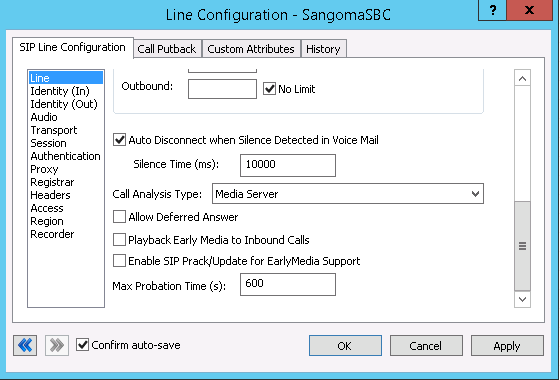 Line Configuration - SangomaSBC
?
x
SIP Line Configuration
Call Putback
Custom Attributes
History
Line
Identity (In)
Identity (Out)
Audio
Transport
Session
Authentication
Proxy
Registrar
Headers
Access
Region
Recorder
Outbound:
No Limit
Auto Disconnect when Silence Detected in Voice Mail
Silence Time (ms): 10000
Call Analysis Type: Media Server
Allow Deferred Answer
Playback Early Media to Inbound Calls
Enable SIP Prack/Update for EarlyMedia Support
Max Probation Time (s): 600
Confirm auto-save
OK
Cancel
Apply